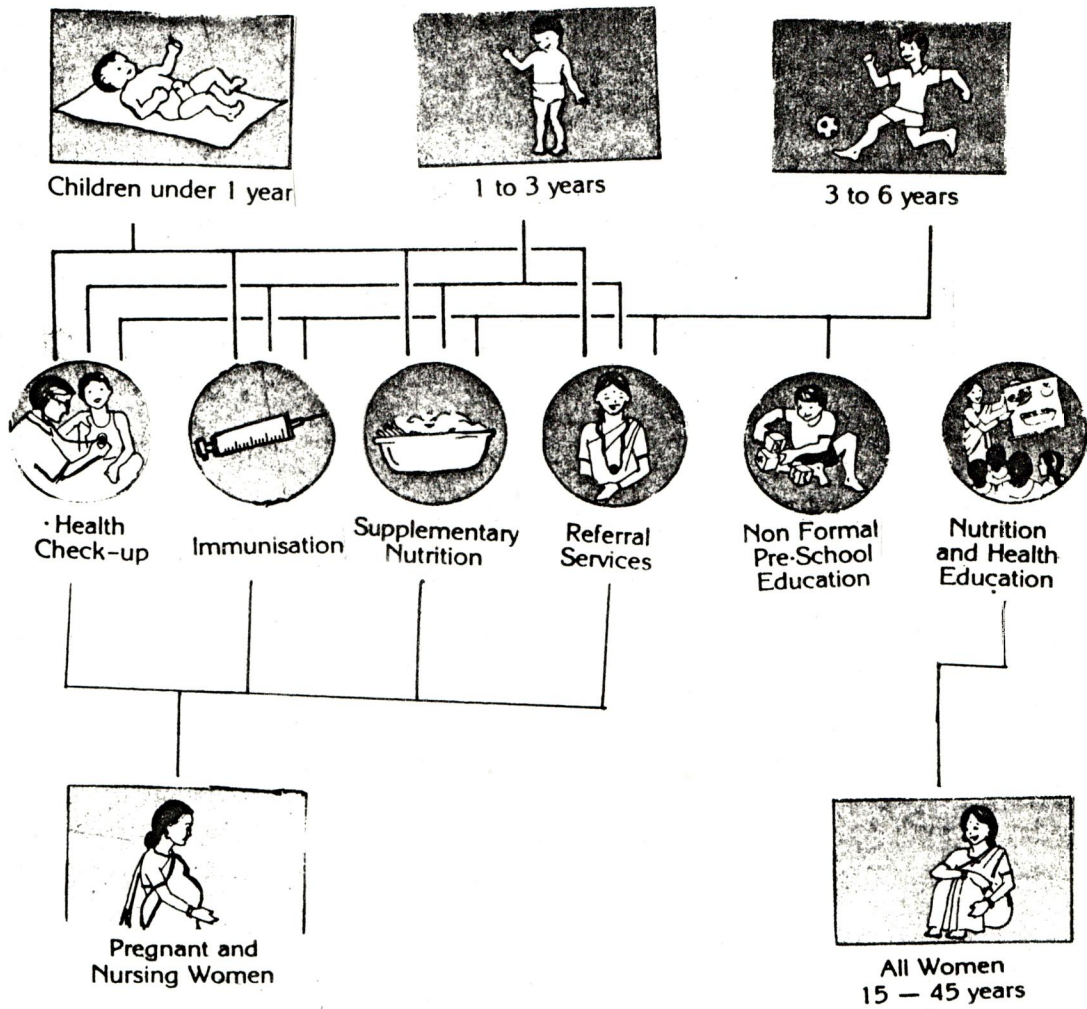 Children under 1 year
1 to 3 years
3 to 6 years
Health
Check-up
Immunisation
Supplementary
Nutrition
Referral
Services
Non Formal
Pre-School
Education
Nutrition
and Health
Education
Pregnant and
Nursing Women
All Women
15 — 45 years